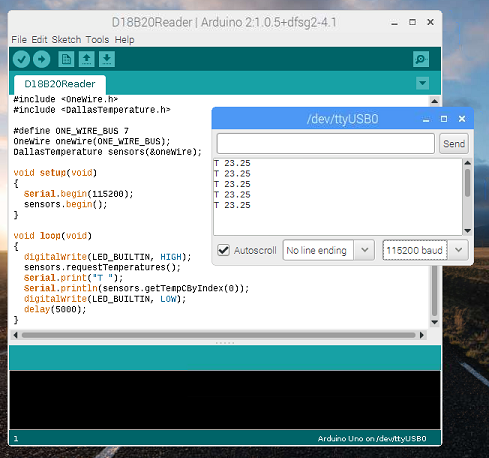 D18B20Reader | Arduino 2:1.0.5+dfsg2-4.1
File Edit Sketch Tools Help
D18B20Reader
#include <OneWire.h>
#include <DallasTemperature.h>
#define ONE_WIRE_BUS 7
OneWire oneWire(ONE_WIRE_BUS);
DallasTemperature sensors(&oneWire);
void setup(void)
{
Serial.begin(115200);
sensors.begin();
}
void loop(void)
{
digitalWrite(LED_BUILTIN, HIGH);
sensors.requestTemperatures();
Serial.print("T ");
Serial.println(sensors.getTempCByIndex(0));
digitalWrite(LED_BUILTIN, LOW);
delay(5000);
}
/dev/ttyUSB0
Send
T 23.25
T 23.25
T 23.25
T 23.25
T 23.25
Autoscroll No line ending 115200 baud
1 Arduino Uno on /dev/ttyUSB0